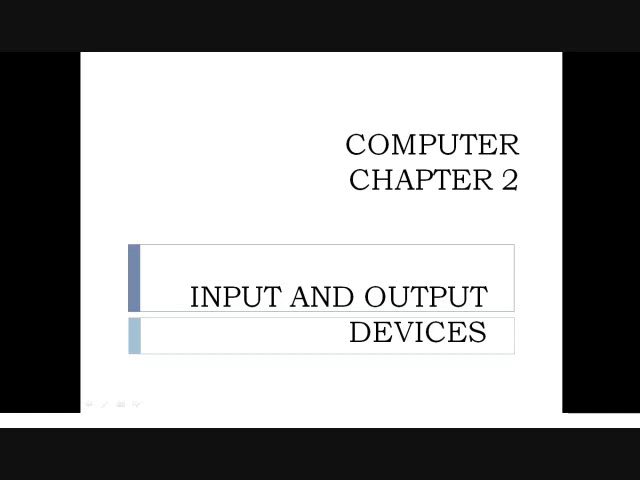 COMPUTER
CHAPTER 2
INPUT AND OUTPUT
DEVICES